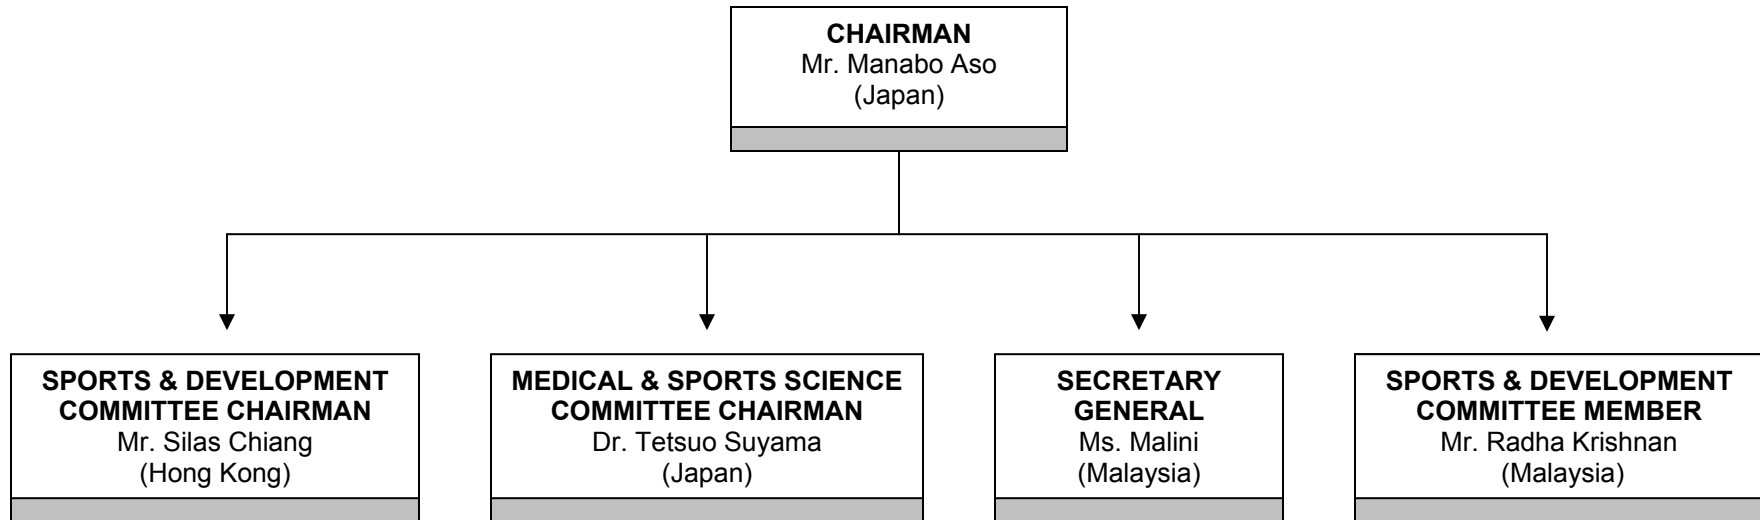 CHAIRMAN
Mr. Manabo Aso
(Japan)
SPORTS & DEVELOPMENT
COMMITTEE CHAIRMAN
Mr. Silas Chiang
(Hong Kong)
MEDICAL & SPORTS SCIENCE
COMMITTEE CHAIRMAN
Dr. Tetsuo Suyama
(Japan)
SECRETARY
GENERAL
Ms. Malini
(Malaysia)
SPORTS & DEVELOPMENT
COMMITTEE MEMBER
Mr. Radha Krishnan
(Malaysia)